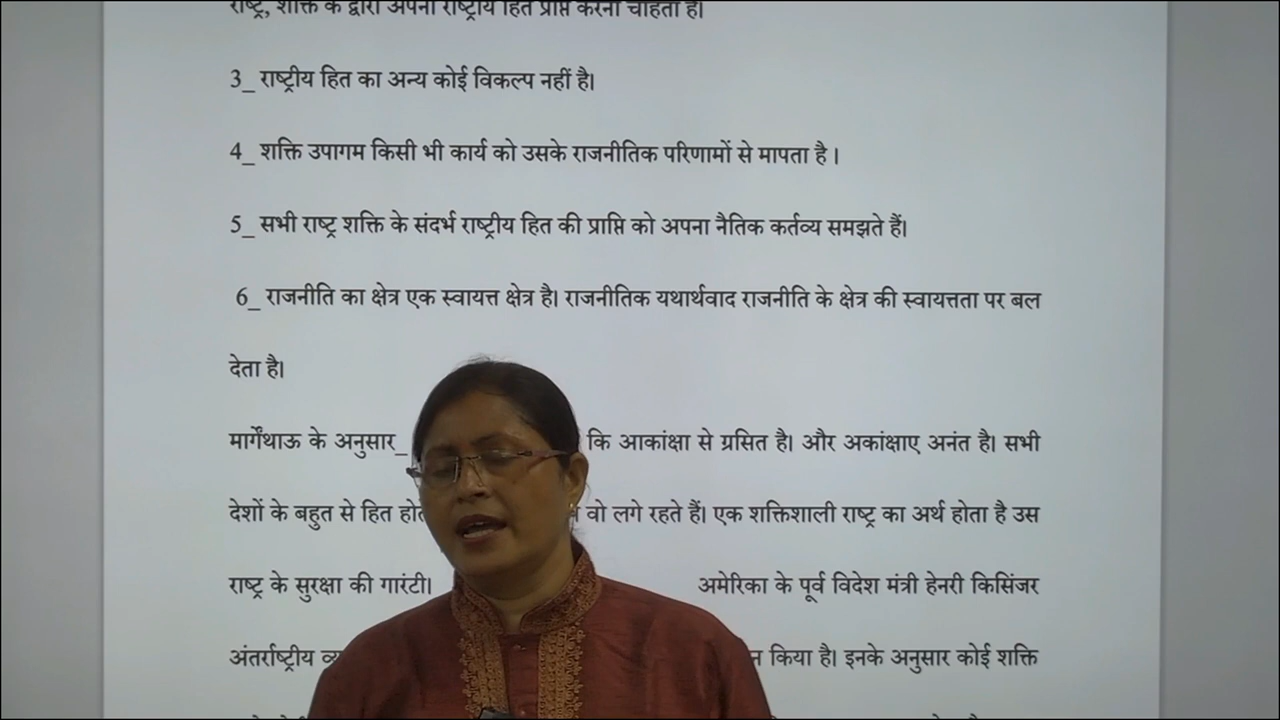 राष्ट्र, शक्ति के द्वारा अपना राष्ट्रीय हित प्राप्त करना चाहता है।
3_ राष्ट्रीय हित का अन्य कोई विकल्प नहीं है।
4_ शक्ति उपागम किसी भी कार्य को उसके राजनीतिक परिणामों से मापता है ।
5_ सभी राष्ट्र शक्ति के संदर्भ राष्ट्रीय हित की प्राप्ति को अपना नैतिक कर्तव्य समझते हैं।
6_ राजनीति का क्षेत्र एक स्वायत्त क्षेत्र है। राजनीतिक यथार्थवाद राजनीति के क्षेत्र की स्वायत्तता पर बल
देता है।
मार्गेंथाऊ के अनुसार_ कि आकांक्षा से ग्रसित है। और अकांक्षाए अनंत है। सभी
देशों के बहुत से हित वो लगे रहते हैं। एक शक्तिशाली राष्ट्र का अर्थ होता है उस
राष्ट्र के सुरक्षा की गारंटी। अमेरिका के पूर्व विदेश मंत्री हेनरी किसिंजर
अंतर्राष्ट्रीय किया है। इनके अनुसार कोई शक्ति